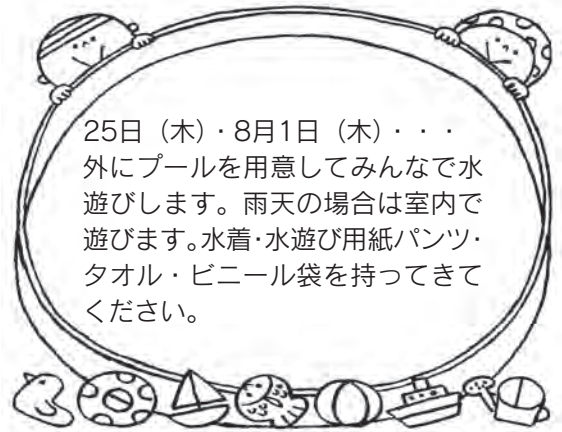 25日（木）・8月1日（木）・・・
外にプールを用意してみんなで水
遊びします。雨天の場合は室内で
遊びます。水着・水遊び用紙パンツ・
タオル・ビニール袋を持ってきて
ください。